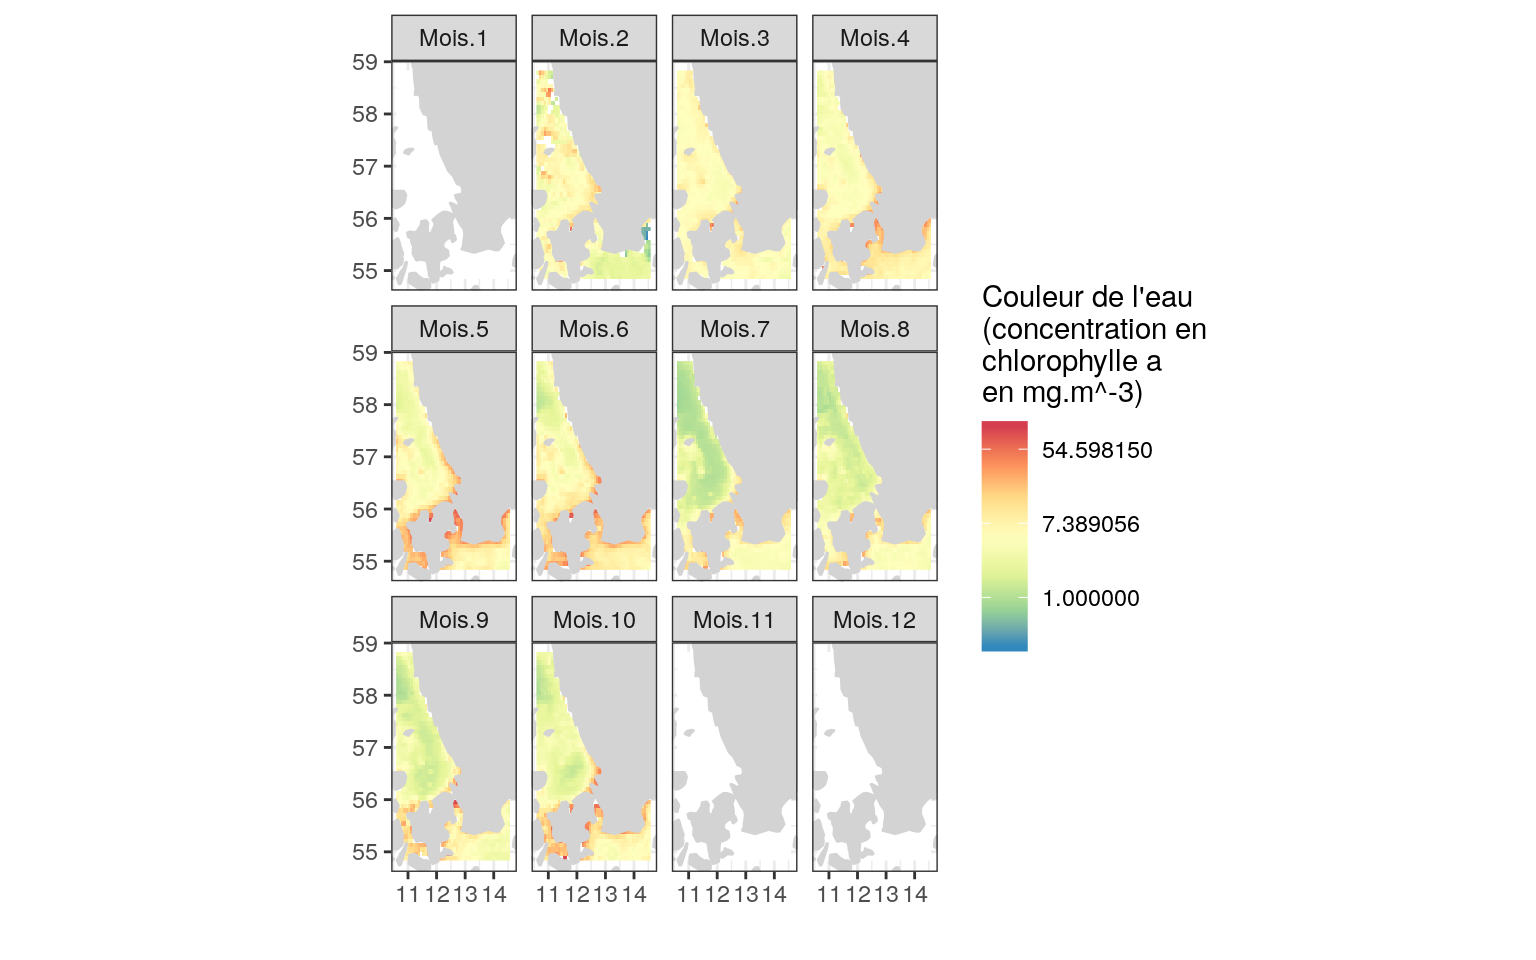 Mois.1 Mois.2 Mois.3 Mois.4
59
58
57
56
55
Mois.5 Mois.6 Mois.7 Mois.8
59
58
57
56
55
Mois.9 Mois.10 Mois.11 Mois.12
59
58
57
56
55
11 12 13 14 11 12 13 14 11 12 13 14 11 12 13 14
Couleur de l'eau
(concentration en
chlorophylle a
en mg.m^-3)
54.598150
7.389056
1.000000